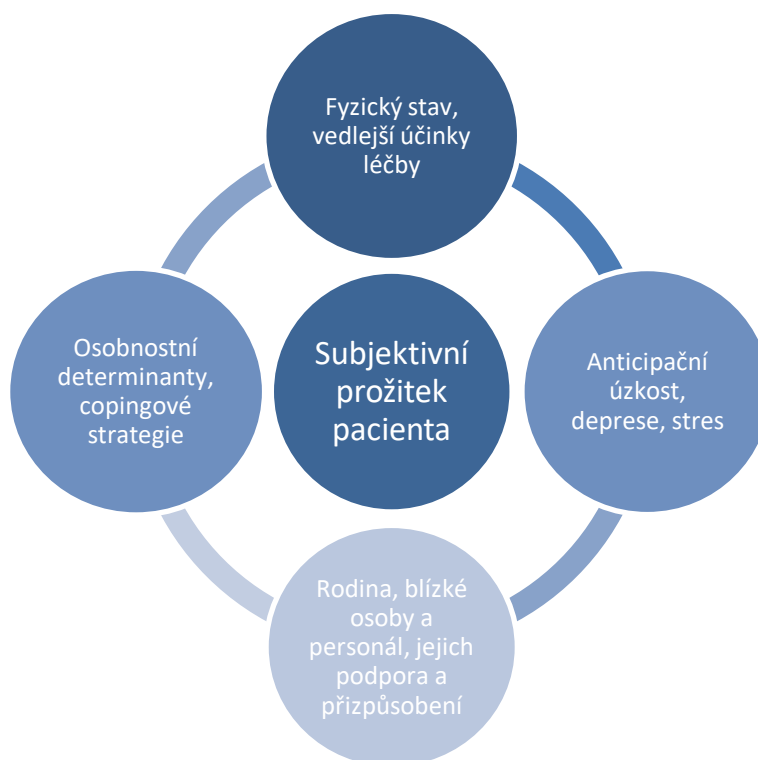 Fyzický stav,
vedlejší účinky
léčby
Osobnostní
determinanty,
copingové
strategie
Subjektivní
prožitek
pacienta
Anticipační
úzkost,
deprese, stres
Rodina, blízké
osoby a
personál, jejich
podpora a
přizpůsobení